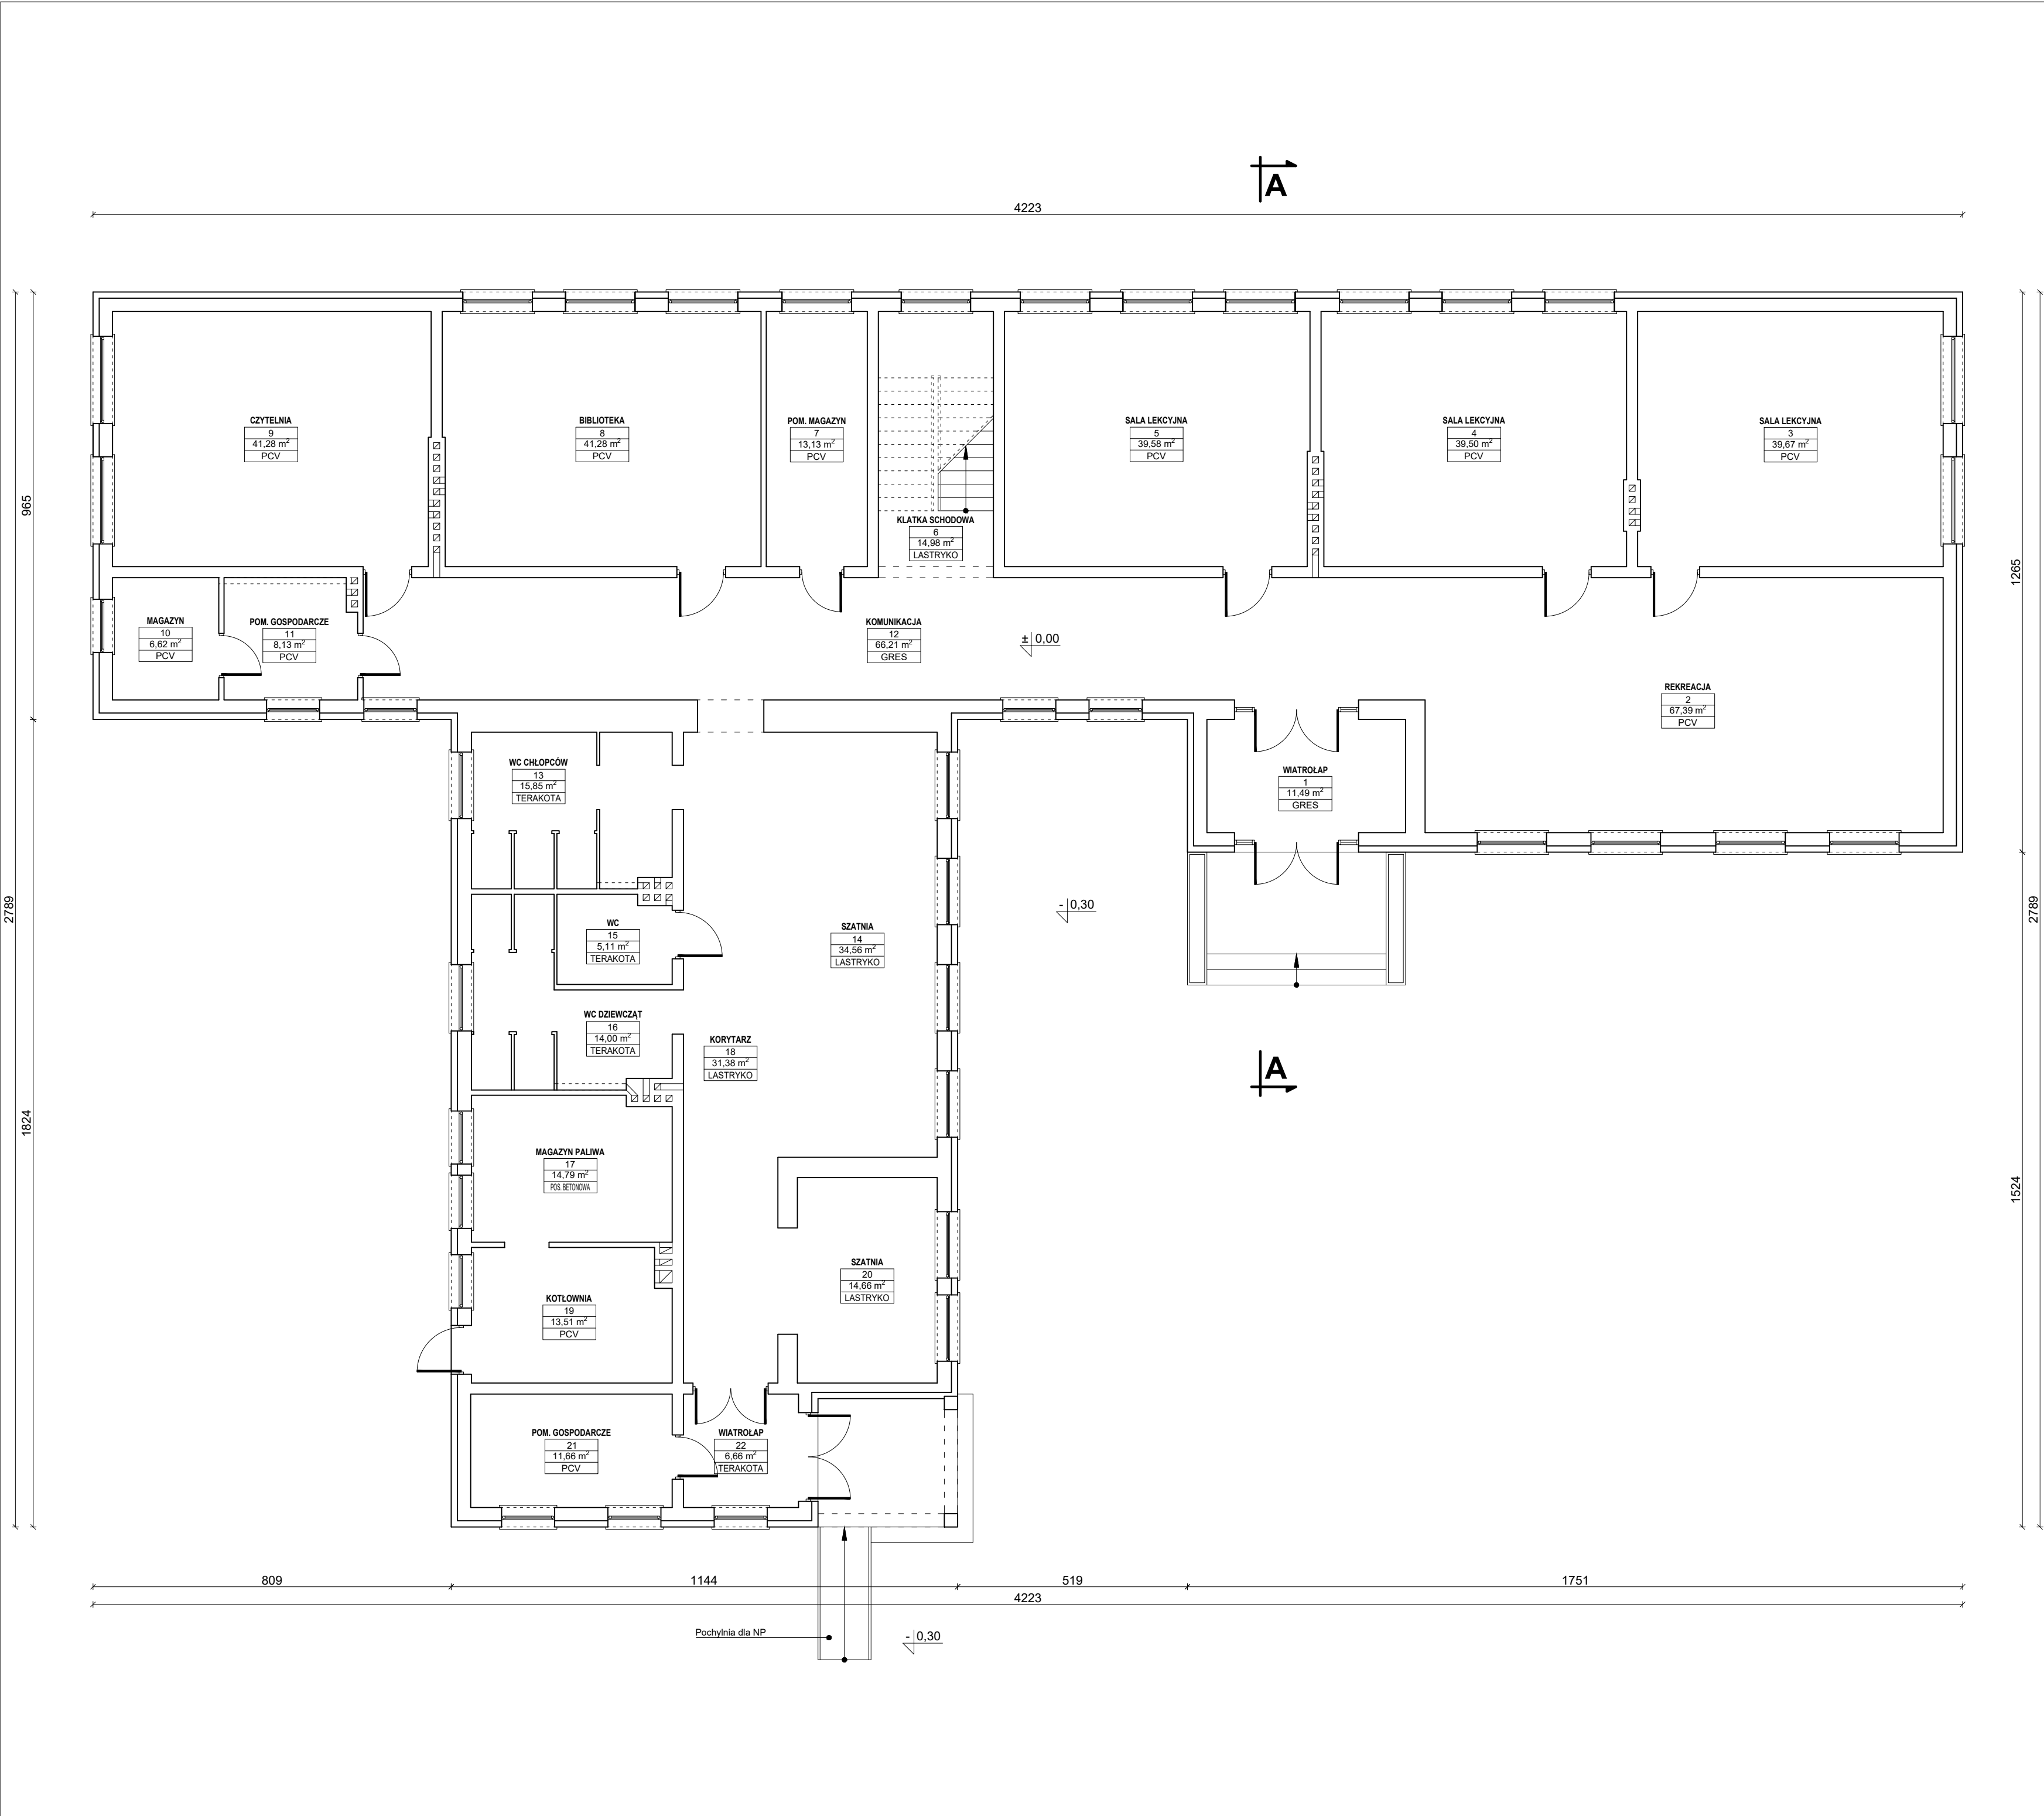 A
4223
CZYTELNIA
9
41,28 m²
PCV
BIBLIOTEKA
8
41,28 m²
PCV
POM. MAGAZYN
7
13,13 m²
PCV
KLATKA SCHODOWA
6
14,98 m²
LASTRYKO
SALA LEKCYJNA
5
39,58 m²
PCV
SALA LEKCYJNA
4
39,50 m²
PCV
SALA LEKCYJNA
3
39,67 m²
PCV
965
1265
MAGAZYN
10
6,62 m²
PCV
POM. GOSPODARCZE
11
8,13 m²
PCV
KOMUNIKACJA
12
66,21 m²
GRES
± 0,00
REKREACJA
2
67,39 m²
PCV
WC CHŁOPCÓW
13
15,85 m²
TERAKOTA
WIATROŁAP
1
11,49 m²
GRES
2789
2789
- 0,30
WC
15
5,11 m²
TERAKOTA
SZATNIA
14
34,56 m²
LASTRYKO
WC DZIEWCZĄT
16
14,00 m²
TERAKOTA
KORYTARZ
18
31,38 m²
LASTRYKO
A
1824
1524
MAGAZYN PALIWA
17
14,79 m²
POS. BETONOWA
SZATNIA
20
14,66 m²
LASTRYKO
KOTŁOWNIA
19
13,51 m²
PCV
POM. GOSPODARCZE
21
11,66 m²
PCV
WIATROŁAP
22
6,66 m²
TERAKOTA
809
1144
519
1751
4223
Pochylnia dla NP
- 0,30